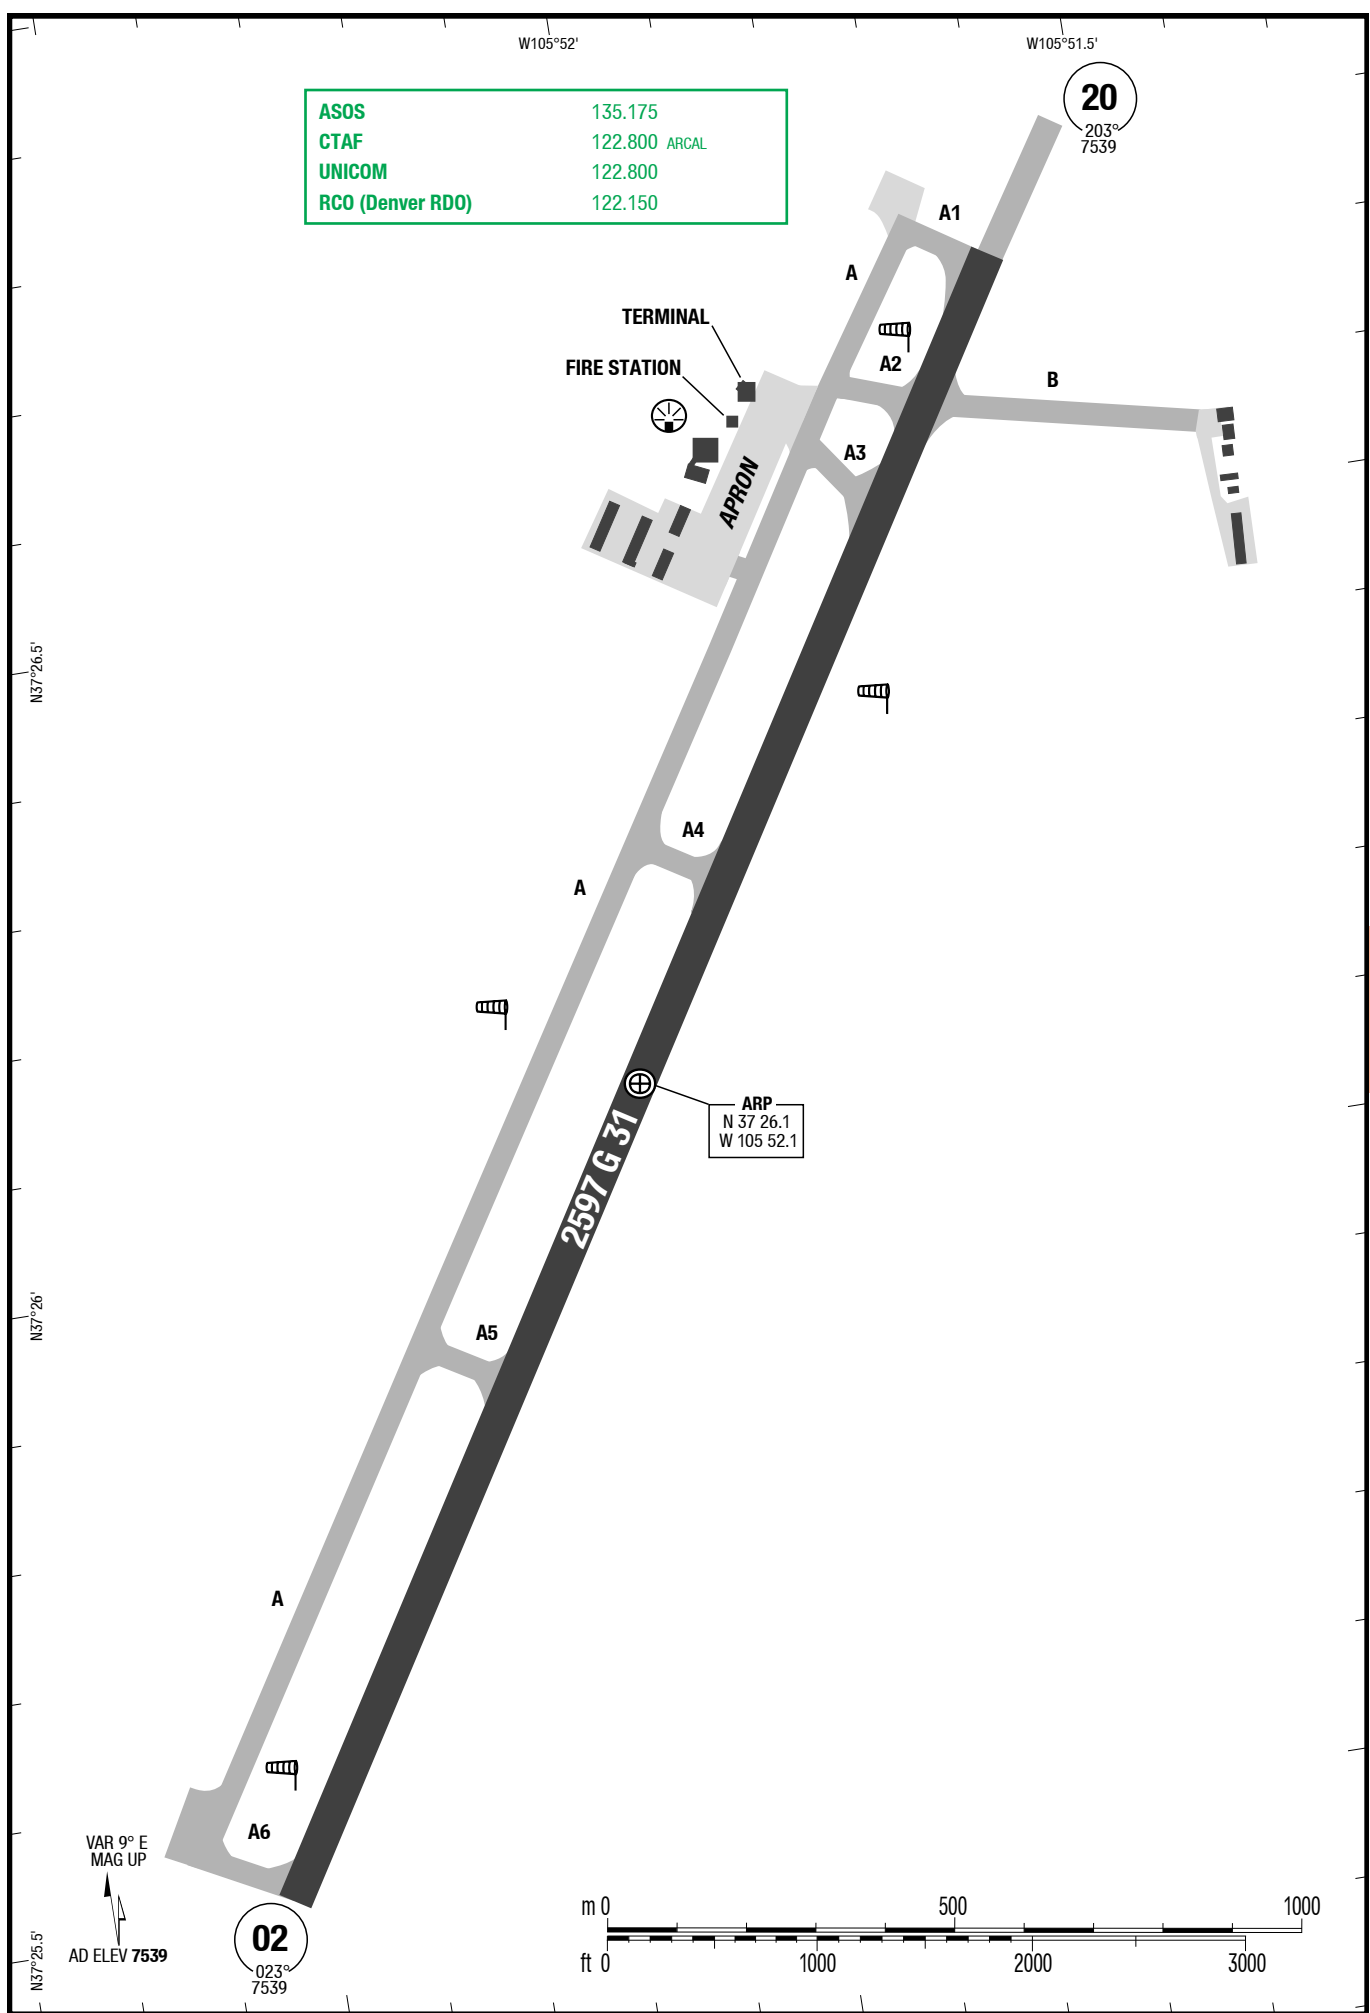 W105°52'
W105°51.5'
20
203°
7539
ASOS 135.175
CTAF 122.800 ARCAL
UNICOM 122.800
RCO (Denver RDO) 122.150
A1
A
TERMINAL
FIRE STATION
A2
B
A3
APRON
N37°26.5'
A4
A
ARP
N 37 26.1
W 105 52.1
2597 G 31
N37°26'
A5
A
A6
VAR 9° E
MAG UP
AD ELEV 7539
N37°25.5'
02
023°
7539
m 0 500 1000
ft 0 1000 2000 3000